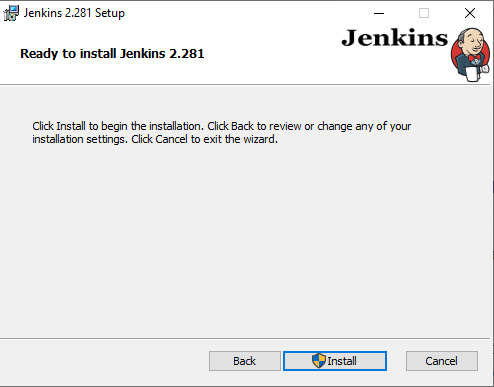 Jenkins 2.281 Setup
Jenkins
Ready to install Jenkins 2.281
Click Install to begin the installation. Click Back to review or change any of your
installation settings. Click Cancel to exit the wizard.
Back
Install
Cancel